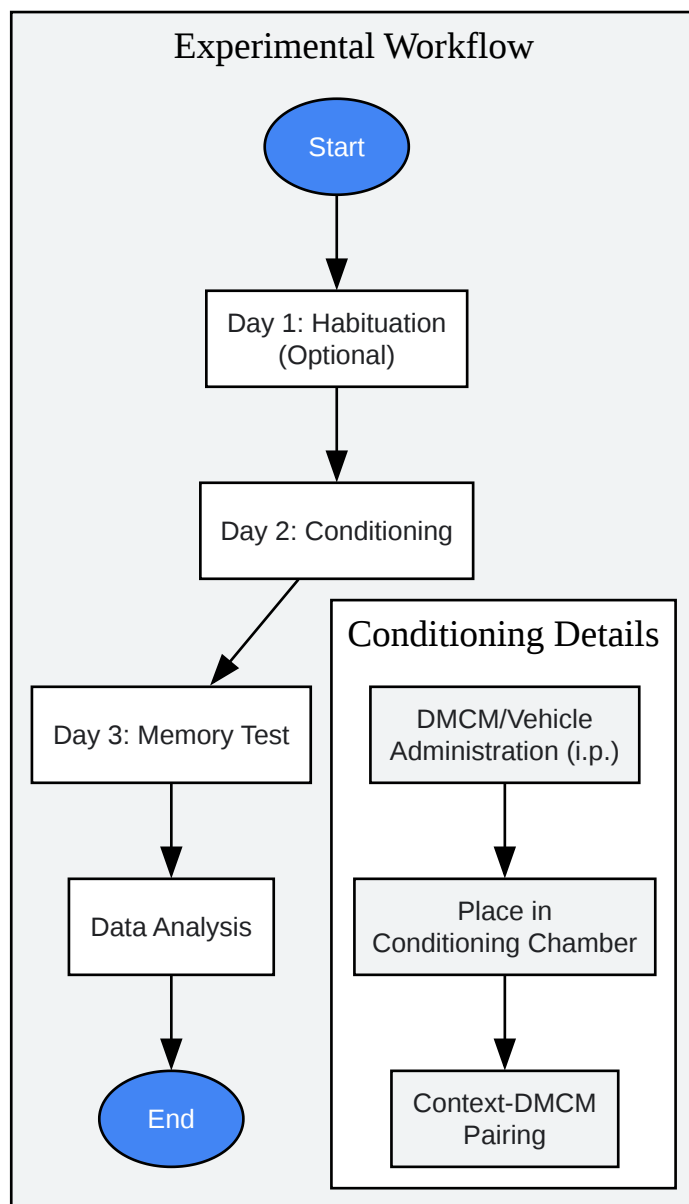 Experimental Workflow
Start
Day 1: Habituation
(Optional)
Day 2: Conditioning
Day 3: Memory Test
Data Analysis
End
Conditioning Details
DMCM/Vehicle
Administration (i.p.)
Place in
Conditioning Chamber
Context-DMCM
Pairing